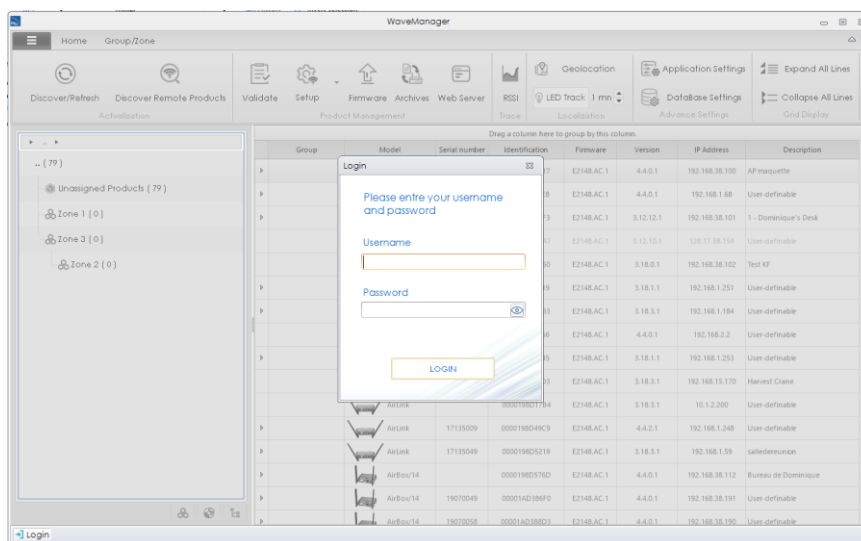 WaveManager
Home Group/Zone
Discover/Refresh Discover Remote Products Validate Setup Firmware Archives Web Server RSSI Geolocation LED Track 1 mn Application Settings DataBase Settings Expand All Lines Collapse All Lines
Activalization Product Management Trace Localization Advance Settings Grid Display
..
.. ( 79 )
Unassigned Products ( 79 )
Zone 1 ( 0 )
Zone 3 ( 0 )
Zone 2 ( 0 )
Drag a column here to group by this column.
Group Model Serial number Identification Firmware Version IP Address Description
E2148.AC.1 4.4.0.1 192.168.38.100 AP maquette
E2148.AC.1 4.4.0.1 192.168.1.68 User-definable
E2148.AC.1 3.12.12.1 192.168.38.101 1 - Dominique's Desk
E2148.AC.1 3.12.10.1 User-definable
E2148.AC.1 3.18.0.1 192.168.38.102 Test KF
E2148.AC.1 3.18.1.1 192.168.1.251 User-definable
E2148.AC.1 3.18.3.1 192.168.1.184 User-definable
E2148.AC.1 4.4.0.1 192.168.2.2 User-definable
E2148.AC.1 3.18.1.1 192.168.1.253 User-definable
E2148.AC.1 3.18.3.1 192.168.15.170 Harvest Crane
AirLink 0000198D17B4 E2148.AC.1 3.18.3.1 10.1.2.200 User-definable
AirLink 17135009 0000198D49C9 E2148.AC.1 4.4.2.1 192.168.1.248 User-definable
AirLink 17135049 0000198D5219 E2148.AC.1 3.18.3.1 192.168.1.59 salledereunion
AirBox/14 0000198D576D E2148.AC.1 4.4.0.1 192.168.38.112 Bureau de Dominique
AirBox/14 19070049 00001AD386F0 E2148.AC.1 4.4.0.1 192.168.38.191 User-definable
AirBox/14 19070058 00001AD388D3 E2148.AC.1 4.4.0.1 192.168.38.190 User-definable
Login
Please entre your username
and password
Username
Password
LOGIN
Login